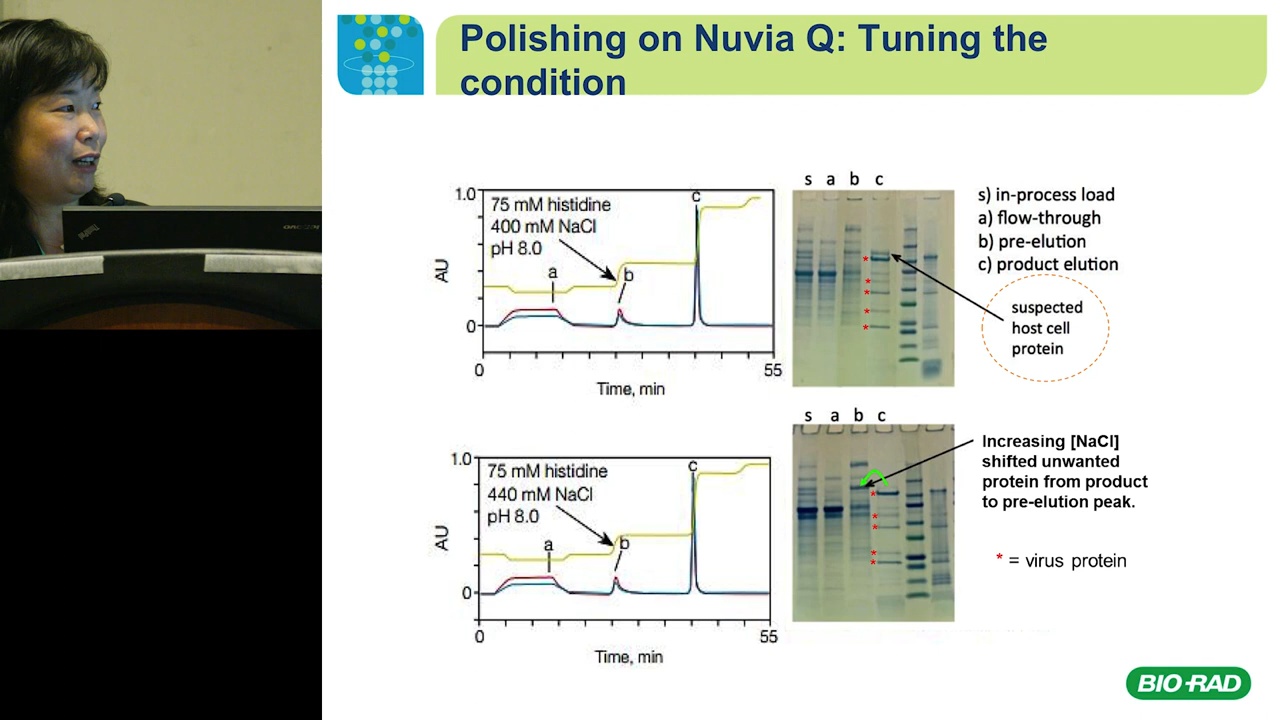 Polishing on Nuvia Q: Tuning the
condition
1.0
75 mM histidine
400 mM NaCl
pH 8.0
a
b
c
AU
0
0
55
Time, min
s a b c
*
*
*
*
*
s) in-process load
a) flow-through
b) pre-elution
c) product elution
suspected
host cell
protein
1.0
75 mM histidine
440 mM NaCl
pH 8.0
a
b
c
AU
0
0
55
Time, min
s a b c
*
*
*
*
*
Increasing [NaCl]
shifted unwanted
protein from product
to pre-elution peak.
* = virus protein
BIO-RAD